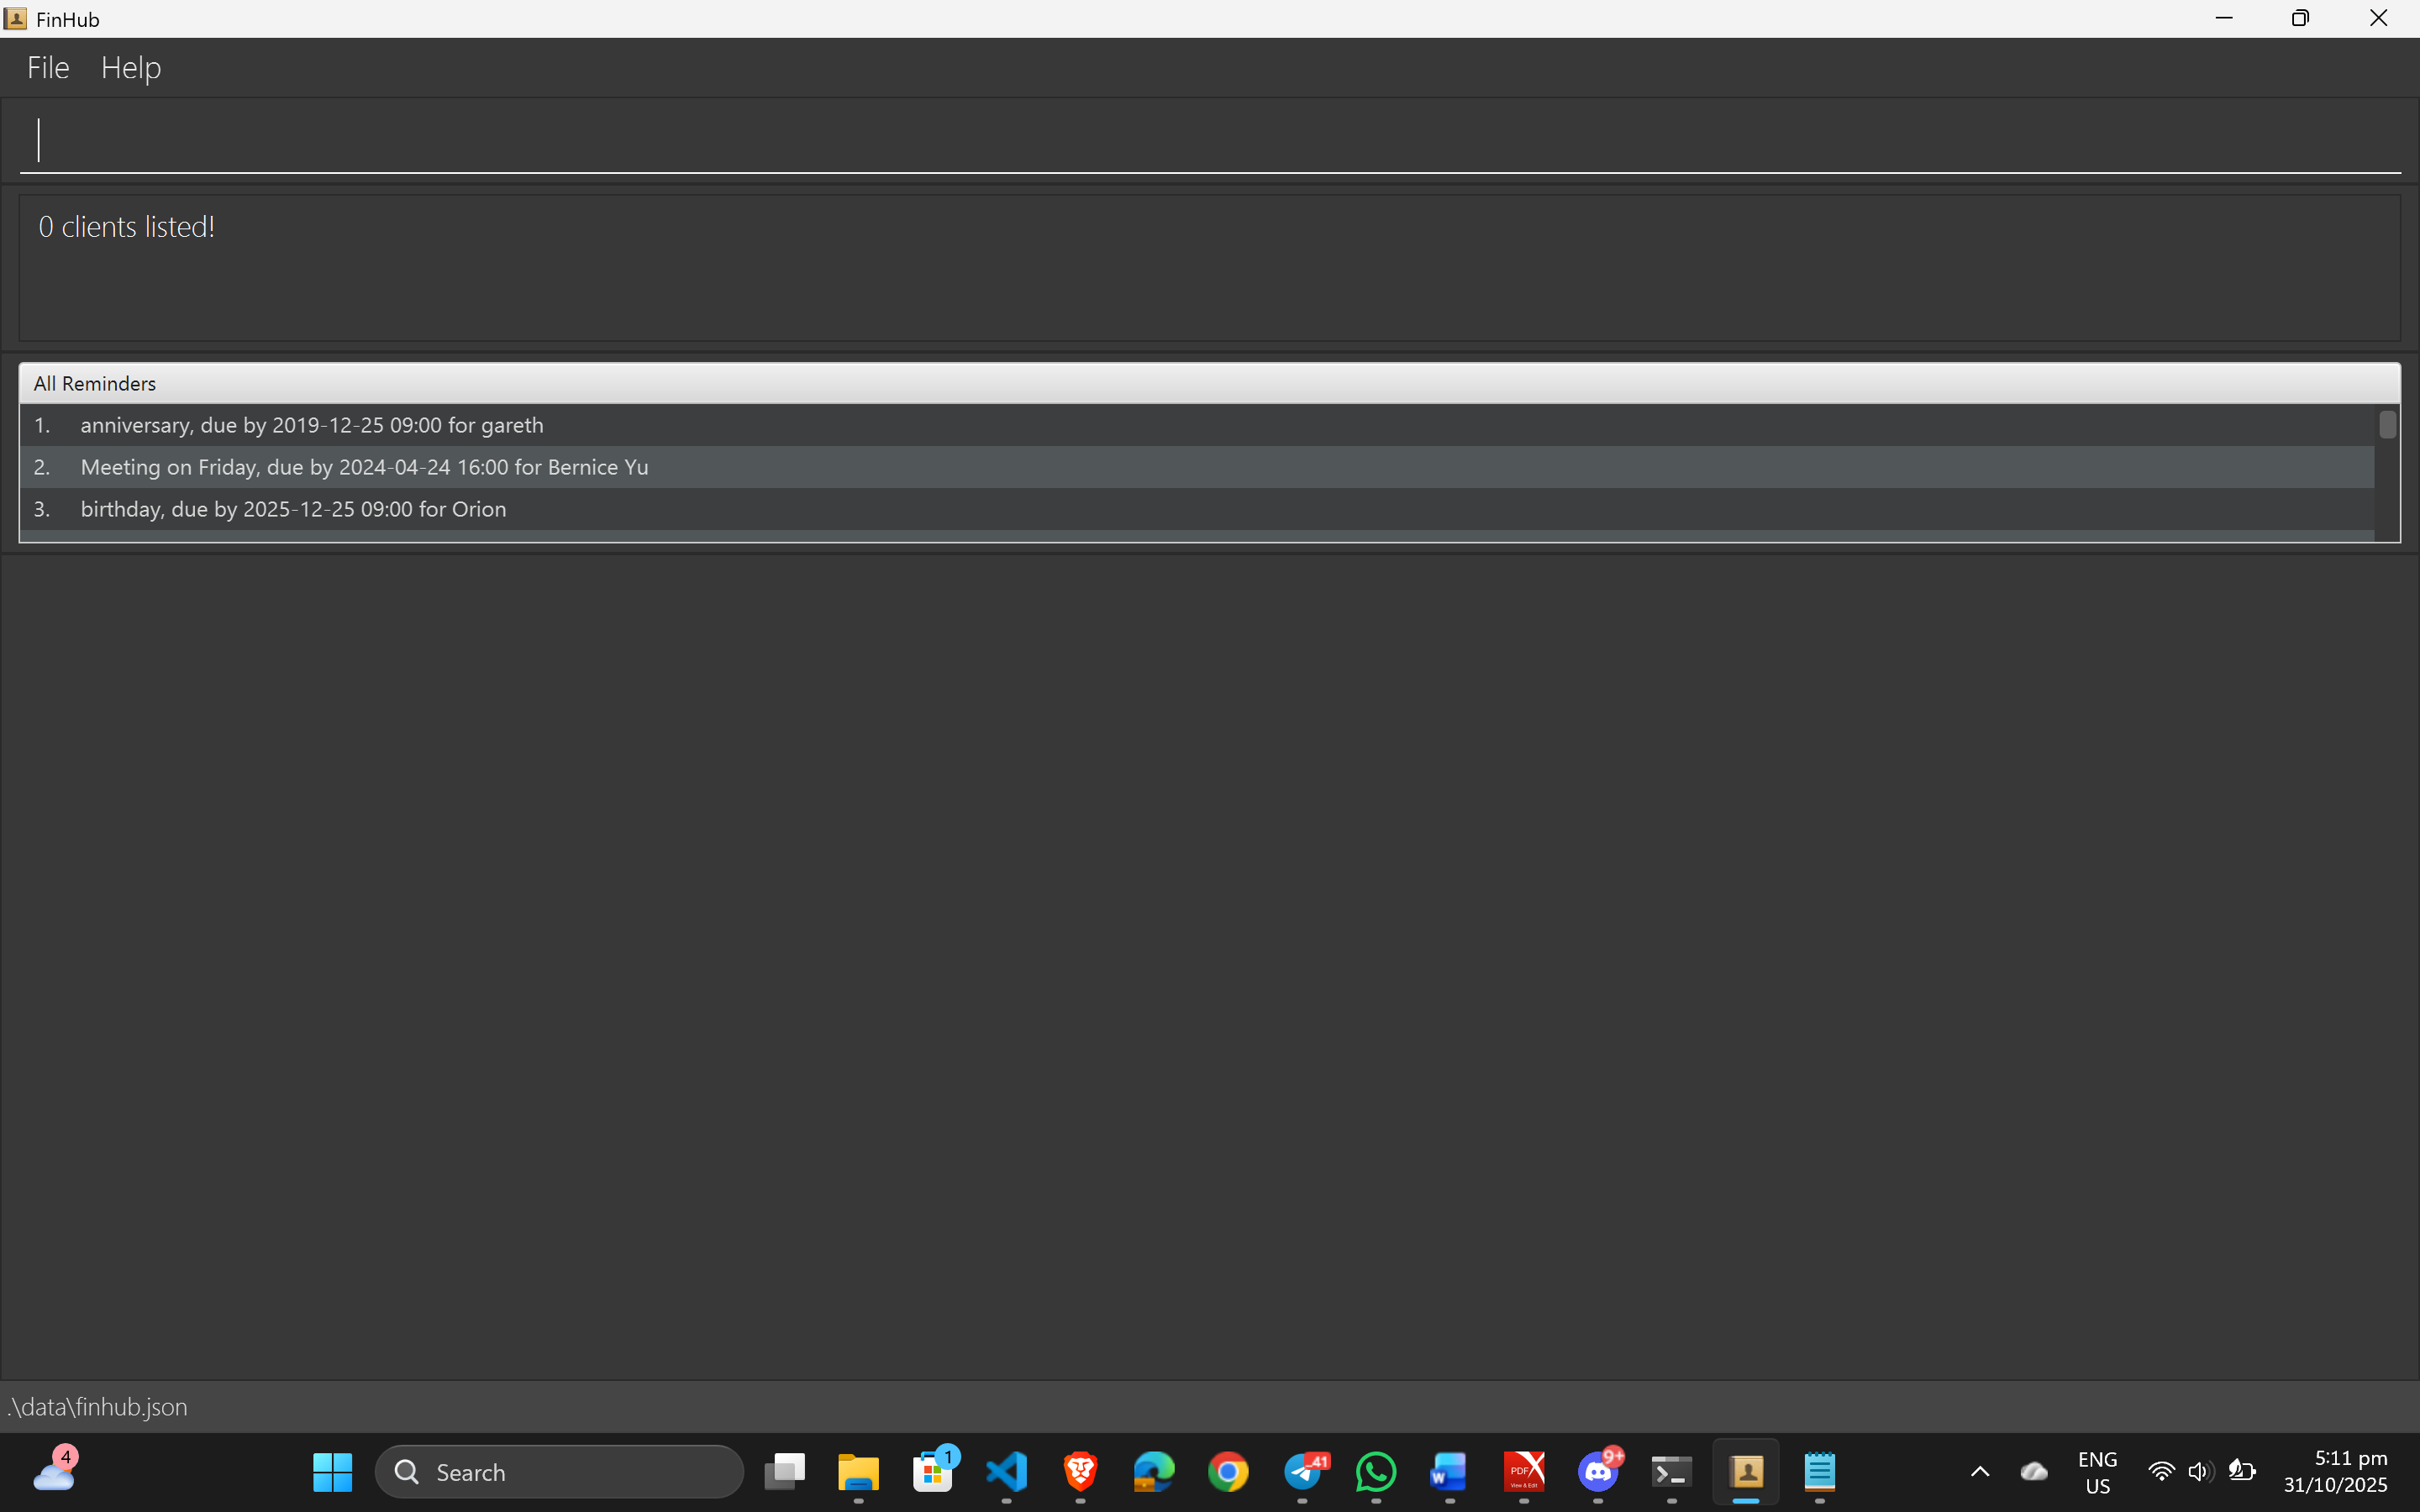 FinHub
File Help
0 clients listed!
All Reminders
1. anniversary, due by 2019-12-25 09:00 for gareth
2. Meeting on Friday, due by 2024-04-24 16:00 for Bernice Yu
3. birthday, due by 2025-12-25 09:00 for Orion
.\data\finhub.json
4
Search
1
41
W
PDF X
View & Edit
9+
ENG
US
5:11 pm
31/10/2025